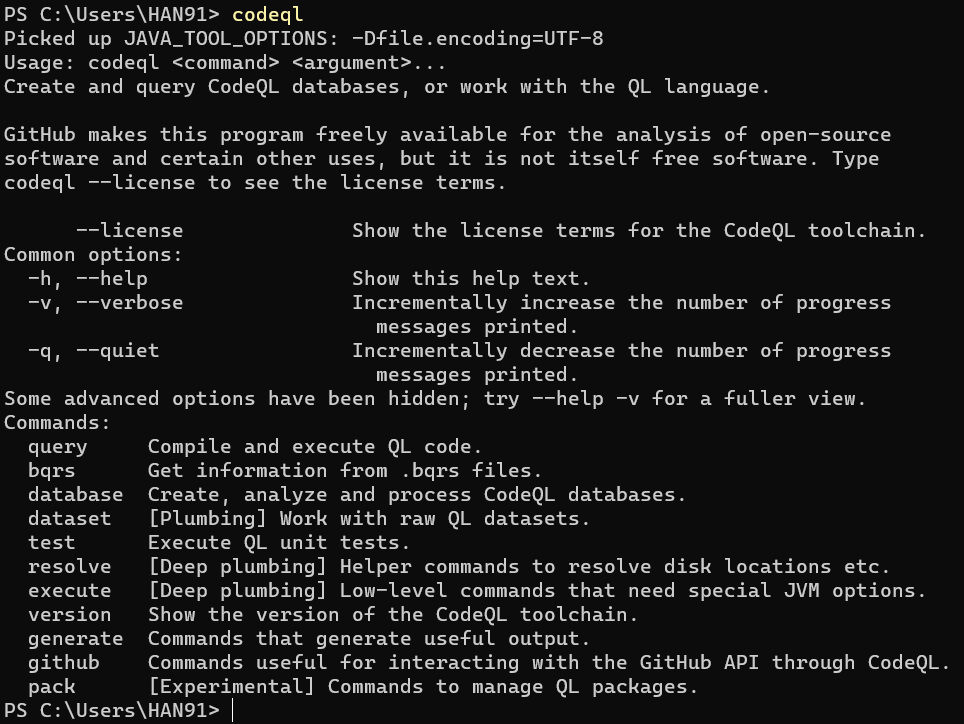 PS C:\Users\HAN91> codeql
Picked up JAVA_TOOL_OPTIONS: -Dfile.encoding=UTF-8
Usage: codeql <command> <argument>...
Create and query CodeQL databases, or work with the QL language.

GitHub makes this program freely available for the analysis of open-source
software and certain other uses, but it is not itself free software. Type
codeql --license to see the license terms.

      --license              Show the license terms for the CodeQL toolchain.
Common options:
  -h, --help                 Show this help text.
  -v, --verbose              Incrementally increase the number of progress
                               messages printed.
  -q, --quiet                Incrementally decrease the number of progress
                               messages printed.
Some advanced options have been hidden; try --help -v for a fuller view.
Commands:
  query     Compile and execute QL code.
  bqrs      Get information from .bqrs files.
  database  Create, analyze and process CodeQL databases.
  dataset   [Plumbing] Work with raw QL datasets.
  test      Execute QL unit tests.
  resolve   [Deep plumbing] Helper commands to resolve disk locations etc.
  execute   [Deep plumbing] Low-level commands that need special JVM options.
  version   Show the version of the CodeQL toolchain.
  generate  Commands that generate useful output.
  github    Commands useful for interacting with the GitHub API through CodeQL.
  pack      [Experimental] Commands to manage QL packages.
PS C:\Users\HAN91>